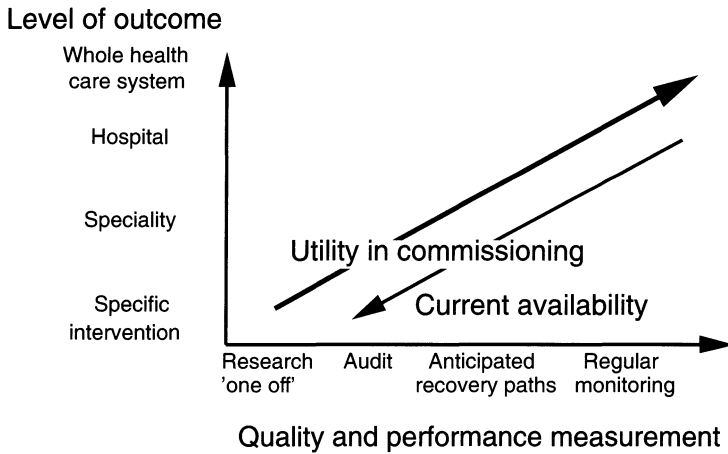 Level of outcome
Whole health
care system
Hospital
Speciality
Utility in commissioning
Specific
intervention
Current availability
Research
'one off'
Audit
Anticipated
recovery paths
Regular
monitoring
Quality and performance measurement